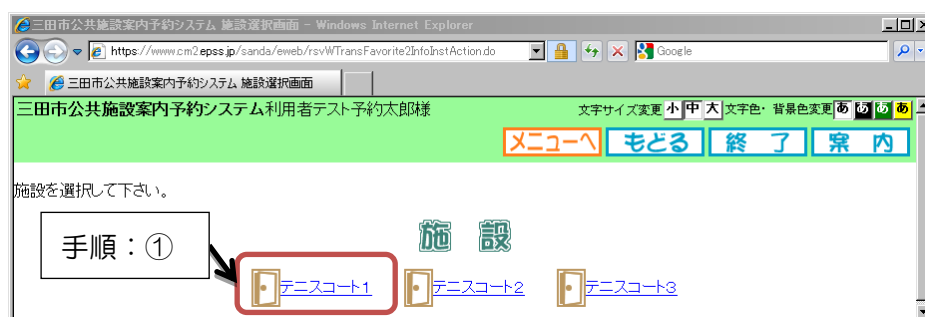 三田市公共施設案内予約システム 施設選択画面 - Windows Internet Explorer
https://www.cm2.epss.jp/sanda/eweb/rsvWTransFavorite2InfoInstAction.do
Google
三田市公共施設案内予約システム 施設選択画面
三田市公共施設案内予約システム利用者テスト予約太郎様 文字サイズ変更 小 中 大 文字色・背景色変更 あ あ あ あ
メニューへ もどる 終了 案内
施設を選択して下さい。
手順：①
施設
テニスコート1 テニスコート2 テニスコート3